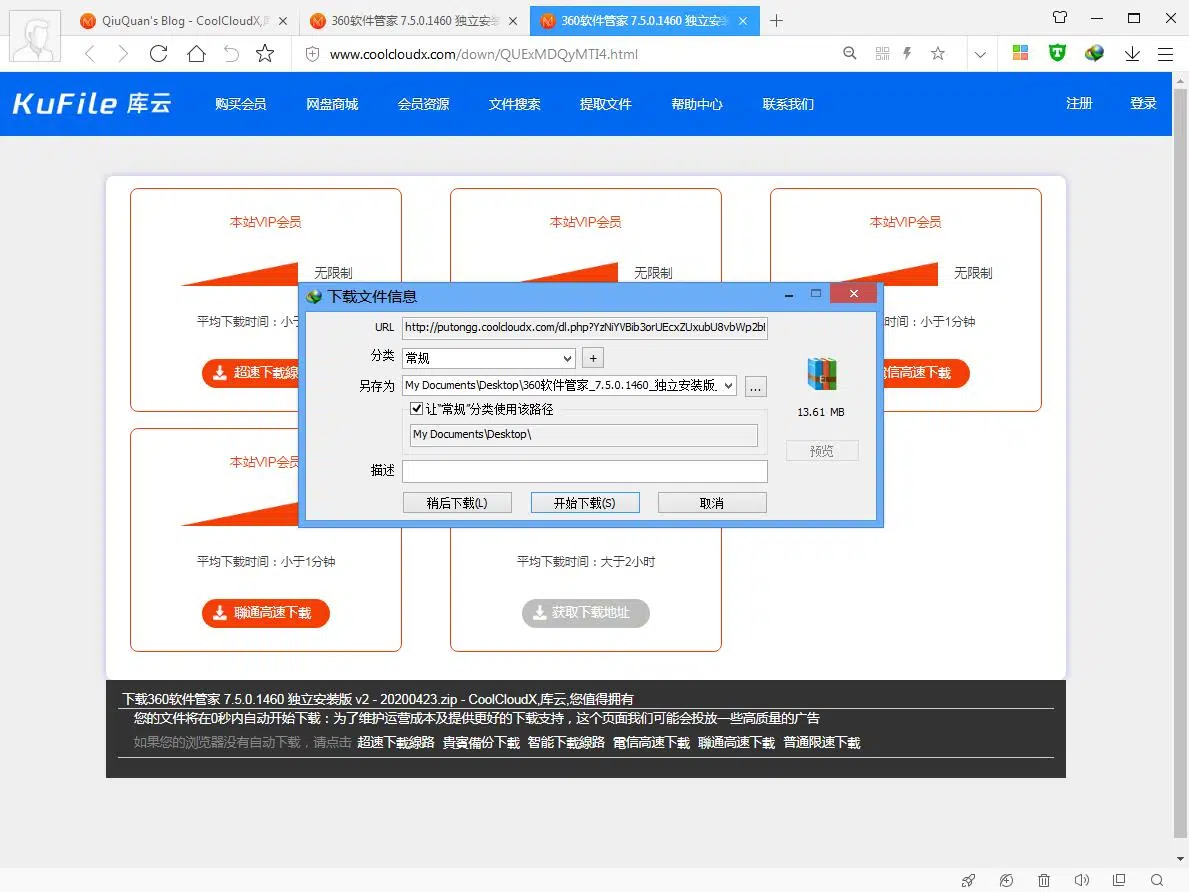 QiuQuan's Blog - CoolCloudX,库
360软件管家 7.5.0.1460 独立安装
360软件管家 7.5.0.1460 独立安装
www.coolcloudx.com/down/QUExMDQyMTI4.html
KuFile 库云
购买会员
网盘商城
会员资源
文件搜索
提取文件
帮助中心
联系我们
注册
登录
本站VIP会员
本站VIP会员
本站VIP会员
无限制
无限制
无限制
平均下载时间：小于
时间：小于1分钟
超速下載線
信高速下載
下载文件信息
URL
http://putongg.coolcloudx.com/dl.php?YzNiYVBib3orUEcxZUxubU8vbWp2bl
分类
常规
+
另存为
My Documents\Desktop\360软件管家_7.5.0.1460_独立安装版_
...
13.61 MB
让"常规"分类使用该路径
My Documents\Desktop\
预览
描述
稍后下载(L)
开始下载(S)
取消
本站VIP会员
平均下载时间：小于1分钟
平均下载时间：大于2小时
聯通高速下載
获取下载地址
下载360软件管家 7.5.0.1460 独立安装版 v2 - 20200423.zip - CoolCloudX,库云,您值得拥有
您的文件将在0秒内自动开始下载：为了维护运营成本及提供更好的下载支持，这个页面我们可能会投放一些高质量的广告
如果您的浏览器没有自动下载，请点击 超速下載線路 貴賓備份下載 智能下載線路 電信高速下載 聯通高速下載 普通限速下載